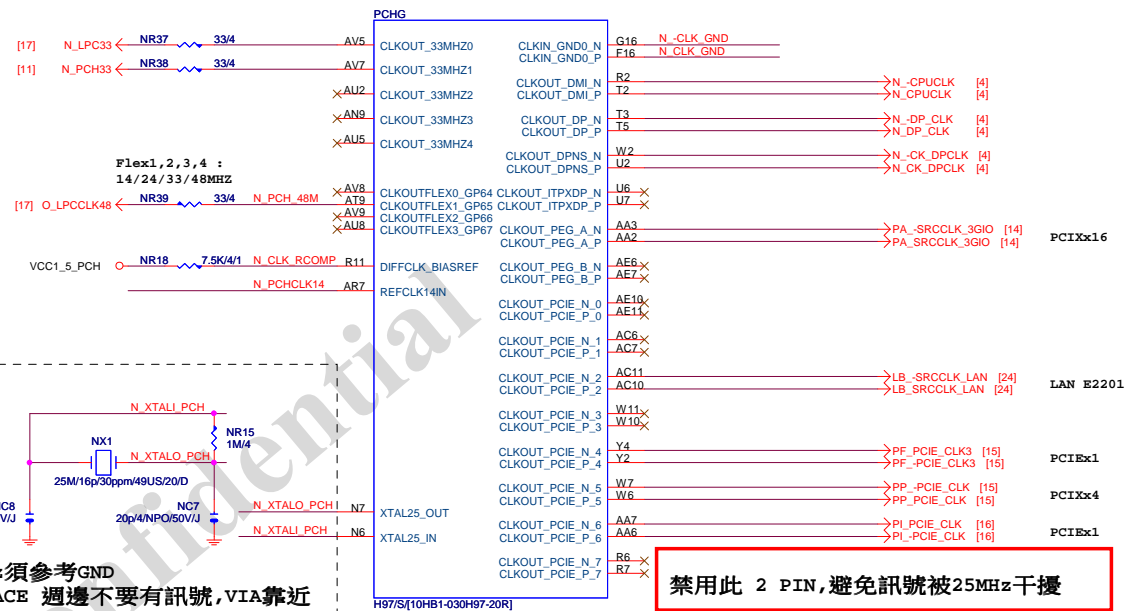 PCHG
[17] N_LPC33 NR37 33/4 AV5 CLKOUT_33MHZ0
[11] N_PCH33 NR38 33/4 AV7 CLKOUT_33MHZ1
AU2 CLKOUT_33MHZ2
AN9 CLKOUT_33MHZ3
AU5 CLKOUT_33MHZ4
Flex1,2,3,4 :
14/24/33/48MHZ
AV8 CLKOUTFLEX0_GP64
[17] O_LPCCLK48 NR39 33/4 N_PCH_48M AT9 CLKOUTFLEX1_GP65
AV9 CLKOUTFLEX2_GP66
AU8 CLKOUTFLEX3_GP67
VCC1_5_PCH NR18 7.5K/4/1 N_CLK_RCOMP R11 DIFFCLK_BIASREF
N_PCHCLK14 AR7 REFCLK14IN
N_XTALI_PCH
NR15
1M/4
NX1
N_XTALO_PCH
25M/16p/30ppm/49US/20/D
C8
V/J
NC7
20p/4/NPO/50V/J
N_XTALO_PCH N7 XTAL25_OUT
N_XTALI_PCH N6 XTAL25_IN
須參考GND
ACE 週邊不要有訊號,VIA靠近
CLKIN_GND0_N G16 N_-CLK_GND
CLKIN_GND0_P F16 N_CLK_GND
CLKOUT_DMI_N R2 N_-CPUCLK [4]
CLKOUT_DMI_P T2 N_CPUCLK [4]
CLKOUT_DP_N T3 N_-DP_CLK [4]
CLKOUT_DP_P T5 N_DP_CLK [4]
CLKOUT_DPNS_N W2 N_-CK_DPCLK [4]
CLKOUT_DPNS_P U2 N_CK_DPCLK [4]
CLKOUT_ITPXDP_N U6
CLKOUT_ITPXDP_P U7
CLKOUT_PEG_A_N AA3 PA_-SRCCLK_3GIO [14]
CLKOUT_PEG_A_P AA2 PA_SRCCLK_3GIO [14]
PCIXx16
CLKOUT_PEG_B_N AE6
CLKOUT_PEG_B_P AE7
CLKOUT_PCIE_N_0 AE10
CLKOUT_PCIE_P_0 AE11
CLKOUT_PCIE_N_1 AC6
CLKOUT_PCIE_P_1 AC7
CLKOUT_PCIE_N_2 AC11 LB_-SRCCLK_LAN [24]
CLKOUT_PCIE_P_2 AC10 LB_SRCCLK_LAN [24]
LAN E2201
CLKOUT_PCIE_N_3 W11
CLKOUT_PCIE_P_3 W10
CLKOUT_PCIE_N_4 Y4 PF_PCIE_CLK3 [15]
CLKOUT_PCIE_P_4 Y2 PF_-PCIE_CLK3 [15]
PCIEx1
CLKOUT_PCIE_N_5 W7 PP_-PCIE_CLK [15]
CLKOUT_PCIE_P_5 W6 PP_PCIE_CLK [15]
PCIXx4
CLKOUT_PCIE_N_6 AA7 PI_PCIE_CLK [16]
CLKOUT_PCIE_P_6 AA6 PI_-PCIE_CLK [16]
PCIEx1
CLKOUT_PCIE_N_7 R6
CLKOUT_PCIE_P_7 R7
禁用此 2 PIN,避免訊號被25MHz干擾
H97/S/[10HB1-030H97-20R]
onfidential